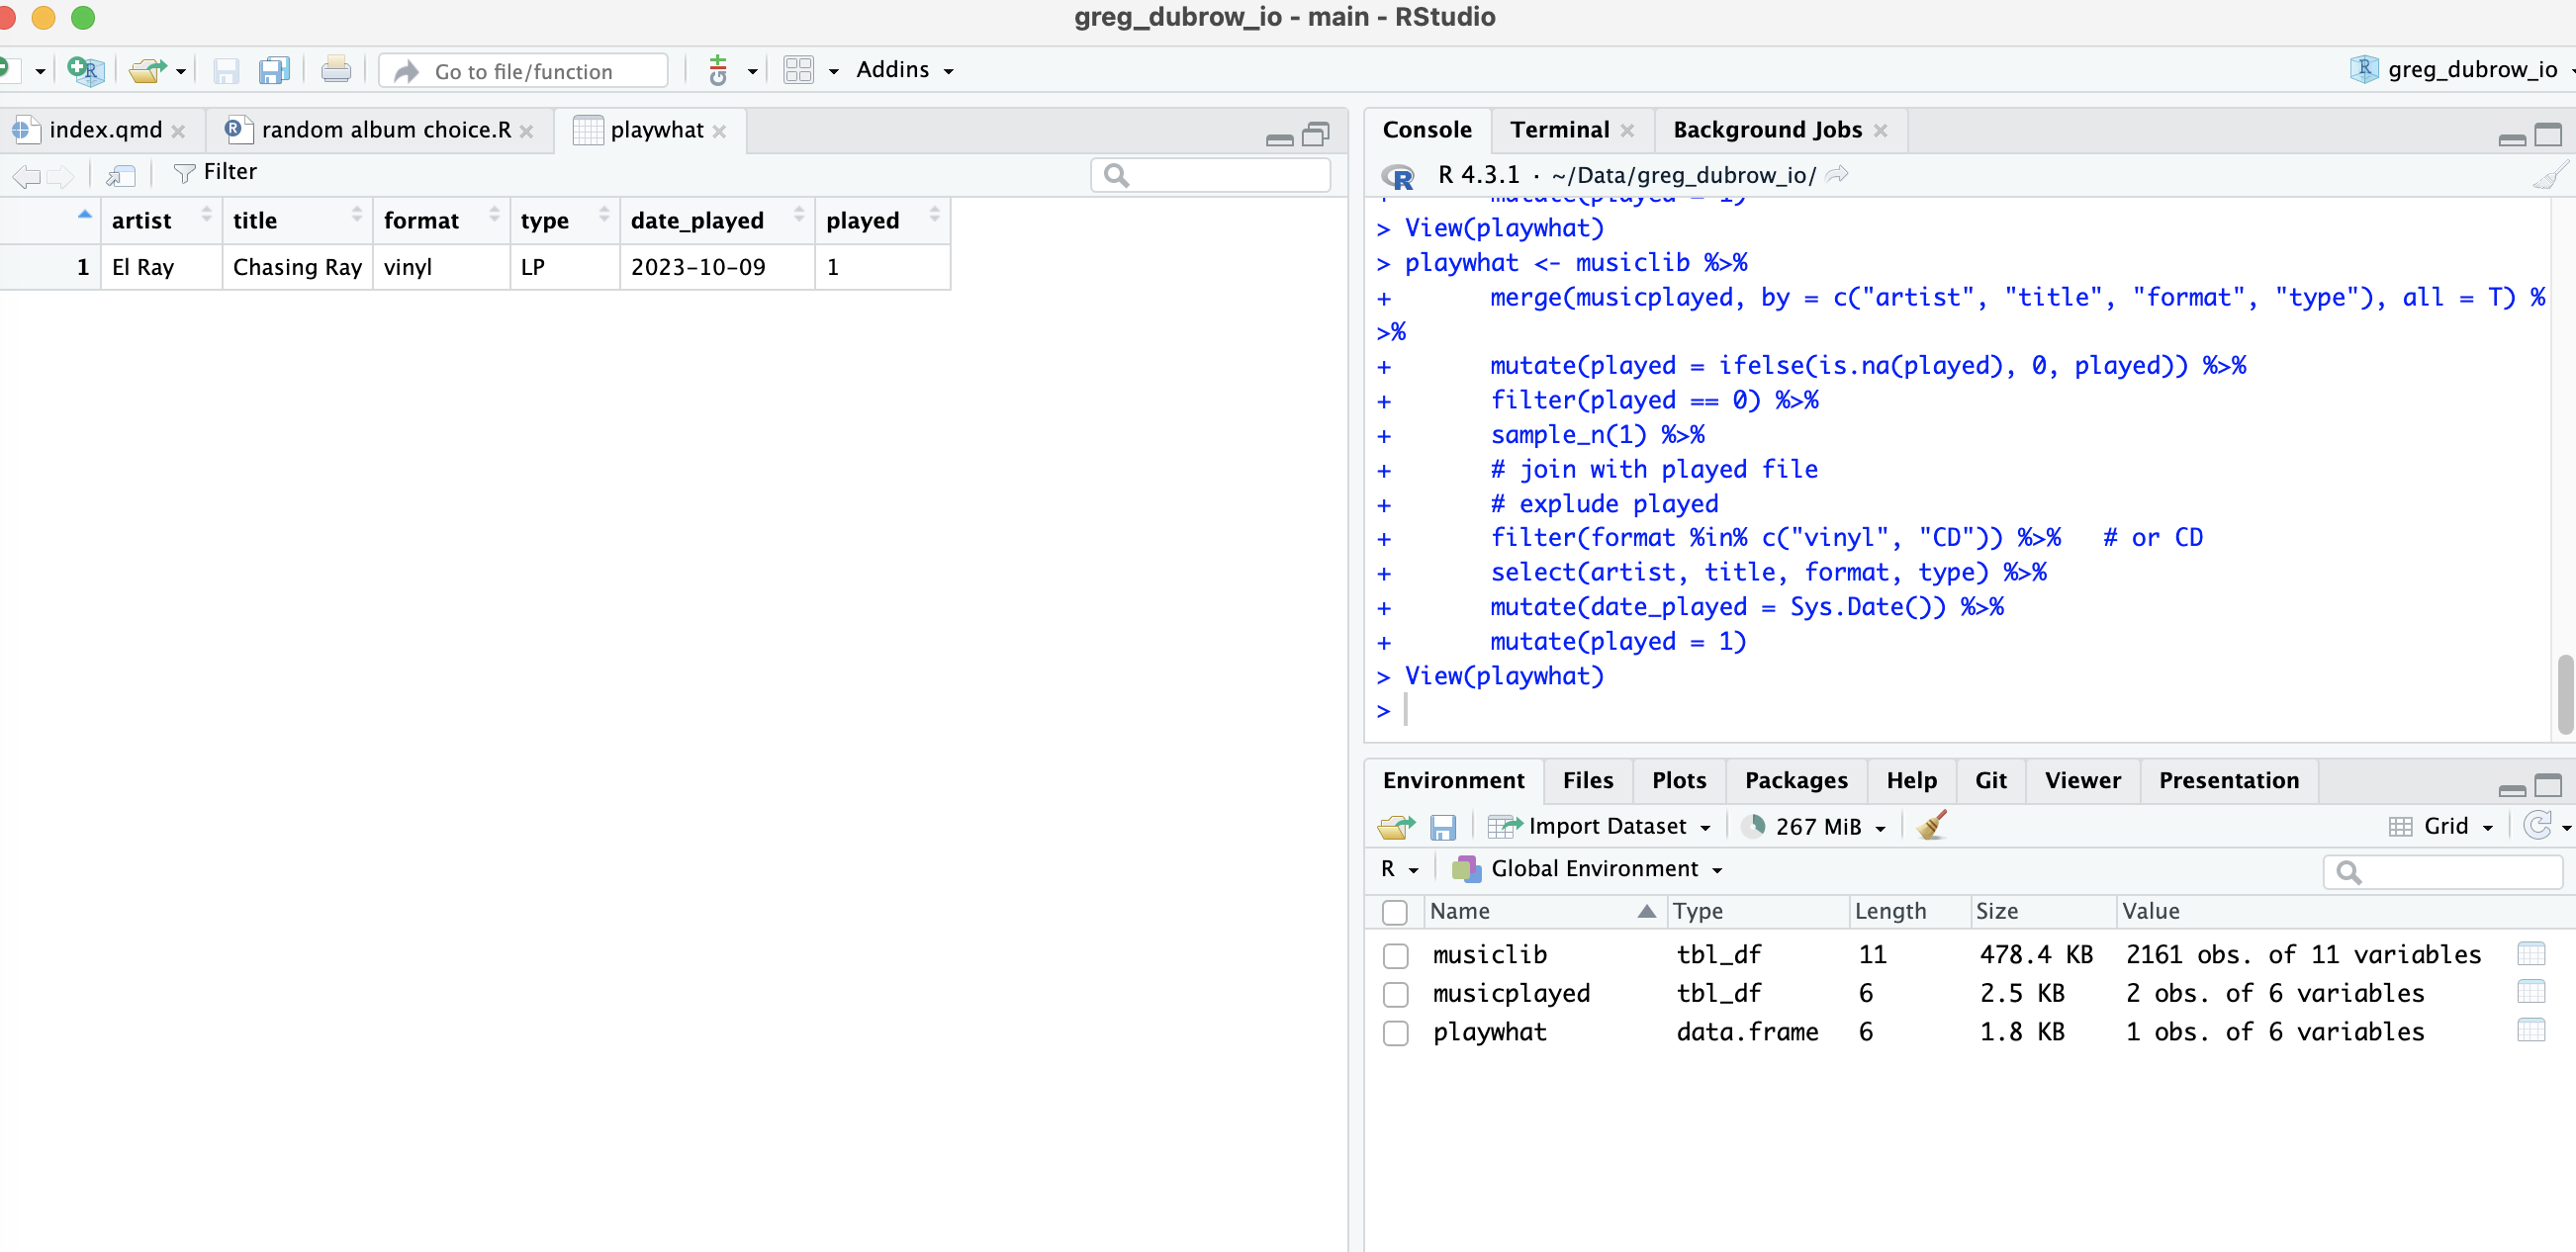 greg_dubrow_io - main - RStudio
Go to file/function
Addins
greg_dubrow_io
index.qmd
random album choice.R
playwhat
Filter
artist title format type date_played played
1 El Ray Chasing Ray vinyl LP 2023-10-09 1
Console Terminal Background Jobs
R 4.3.1 · ~/Data/greg_dubrow_io/
+ mutate(played = 1)
> View(playwhat)
> playwhat <- musiclib %>%
+ merge(musicplayed, by = c("artist", "title", "format", "type"), all = T) %
>%
+ mutate(played = ifelse(is.na(played), 0, played)) %>%
+ filter(played == 0) %>%
+ sample_n(1) %>%
+ # join with played file
+ # explude played
+ filter(format %in% c("vinyl", "CD")) %>% # or CD
+ select(artist, title, format, type) %>%
+ mutate(date_played = Sys.Date()) %>%
+ mutate(played = 1)
> View(playwhat)
>
Environment Files Plots Packages Help Git Viewer Presentation
Import Dataset 267 MiB Grid
R Global Environment
Name Type Length Size Value
musiclib tbl_df 11 478.4 KB 2161 obs. of 11 variables
musicplayed tbl_df 6 2.5 KB 2 obs. of 6 variables
playwhat data.frame 6 1.8 KB 1 obs. of 6 variables